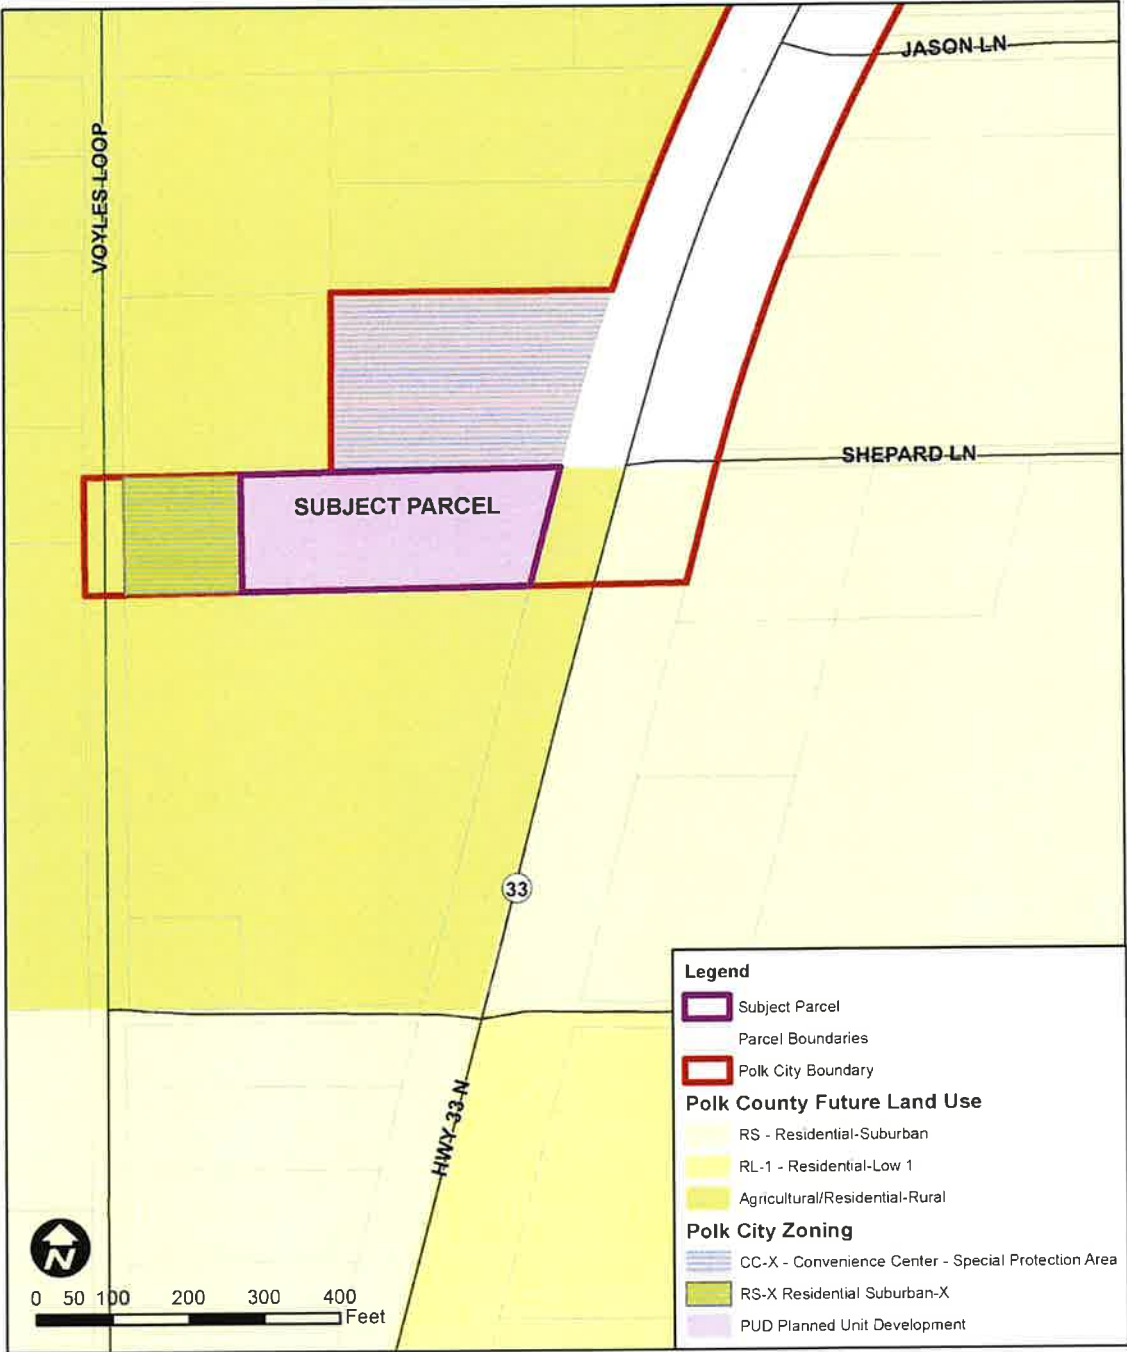 JASON LN
VOYLES LOOP
SHEPARD LN
SUBJECT PARCEL
33
HWY 33 N
Legend
Subject Parcel
Parcel Boundaries
Polk City Boundary
Polk County Future Land Use
RS - Residential-Suburban
RL-1 - Residential-Low 1
Agricultural/Residential-Rural
Polk City Zoning
CC-X - Convenience Center - Special Protection Area
RS-X Residential Suburban-X
PUD Planned Unit Development
N
0 50 100 200 300 400
Feet